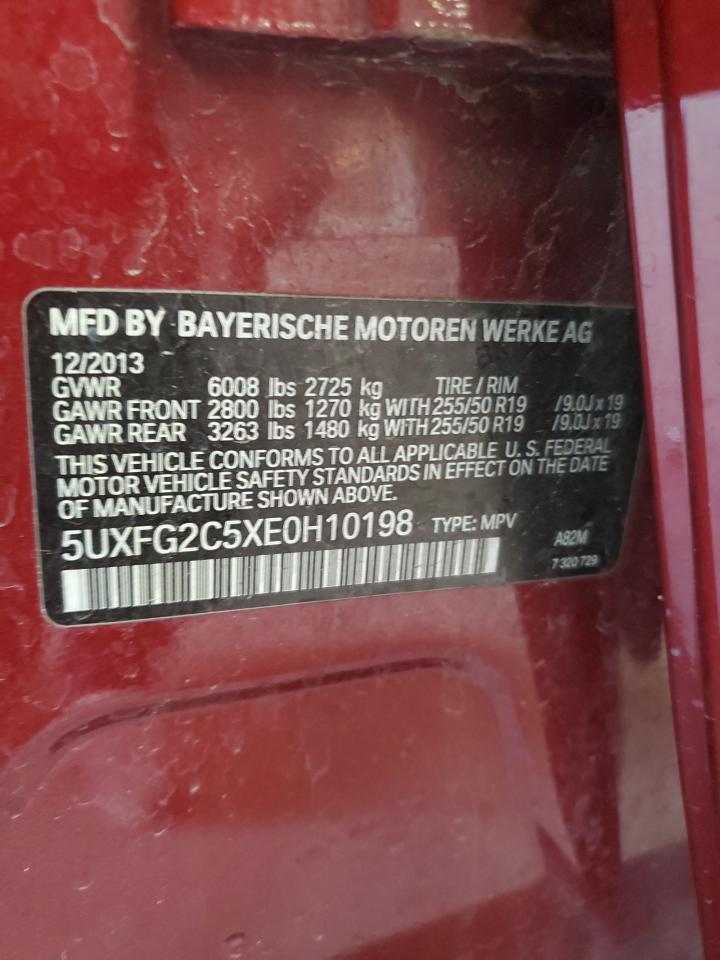 MFD BY BAYERISCHE MOTOREN WERKE AG
12/2013
GVWR 6008 lbs 2725 kg TIRE / RIM
GAWR FRONT 2800 lbs 1270 kg WITH 255/50 R19 /9.0J x 19
GAWR REAR 3263 lbs 1480 kg WITH 255/50 R19 /9.0J x 19
THIS VEHICLE CONFORMS TO ALL APPLICABLE U. S. FEDERAL
MOTOR VEHICLE SAFETY STANDARDS IN EFFECT ON THE DATE
OF MANUFACTURE SHOWN ABOVE.
5UXFG2C5XE0H10198 TYPE: MPV A82M
7 320 729